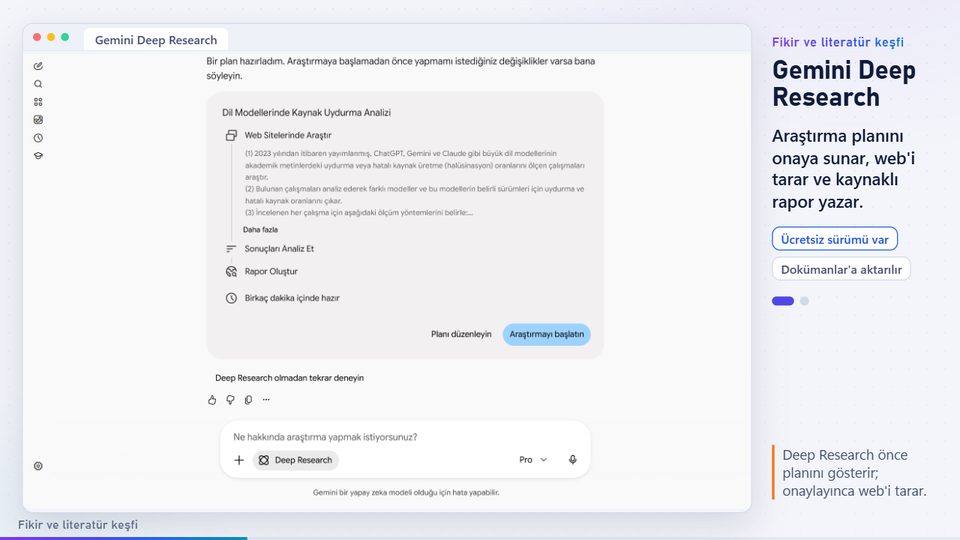 Gemini Deep Research
Bir plan hazırladım. Araştırmaya başlamadan önce yapmamı istediğiniz değişiklikler varsa bana
söyleyin.
Dil Modellerinde Kaynak Uydurma Analizi
Web Sitelerinde Araştır
(1) 2023 yılından itibaren yayımlanmış, ChatGPT, Gemini ve Claude gibi büyük dil modellerinin
akademik metinlerdeki uydurma veya hatalı kaynak üretme (halüsinasyon) oranlarını ölçen çalışmaları
araştır.
(2) Bulunan çalışmaları analiz ederek farklı modeller ve bu modellerin belirli sürümleri için uydurma ve
hatalı kaynak oranlarını çıkar.
(3) İncelenen her çalışma için aşağıdaki ölçüm yöntemlerini belirle:...
Daha fazla
Sonuçları Analiz Et
Rapor Oluştur
Birkaç dakika içinde hazır
Planı düzenleyin
Araştırmayı başlatın
Deep Research olmadan tekrar deneyin
Ne hakkında araştırma yapmak istiyorsunuz?
Deep Research
Pro
Gemini bir yapay zeka modeli olduğu için hata yapabilir.
Fikir ve literatür keşfi
Gemini Deep
Research
Araştırma planını
onaya sunar, web'i
tarar ve kaynaklı
rapor yazar.
Ücretsiz sürümü var
Dokümanlar'a aktarılır
Deep Research önce
planını gösterir;
onaylayınca web'i tarar.
Fikir ve literatür keşfi